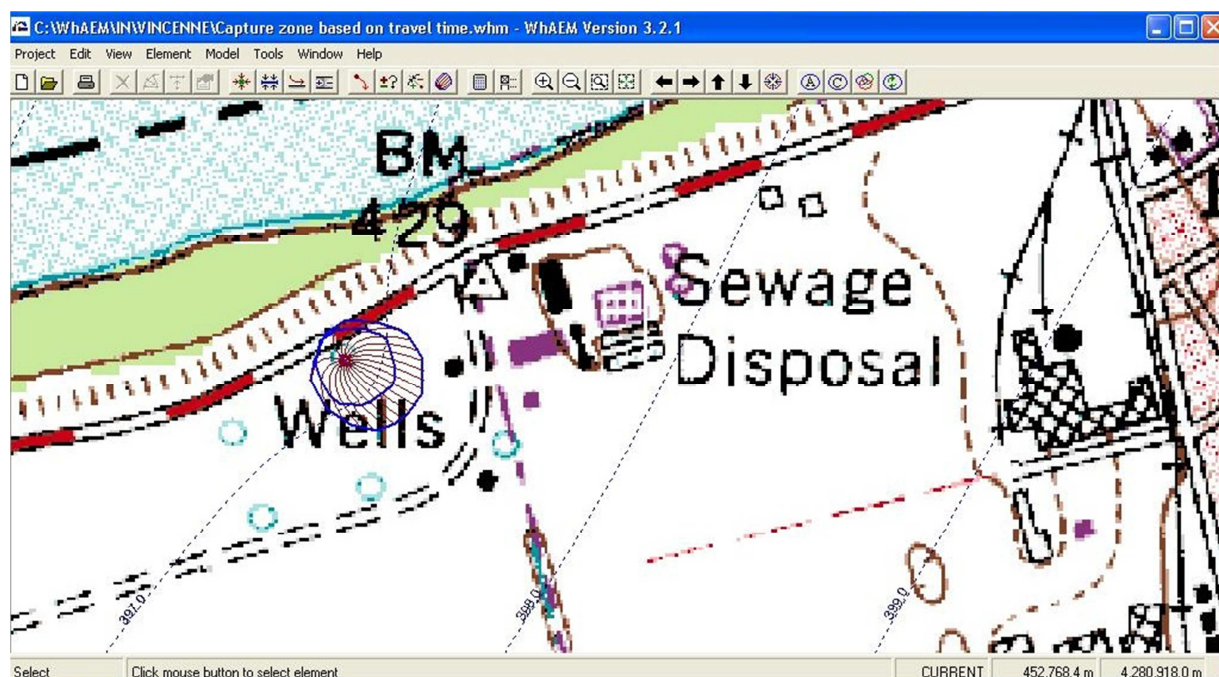 C:\WhAEM\IN\VINCENNE\Capture zone based on travel time.whm - WhAEM Version 3.2.1
Project Edit View Element Model Tools Window Help
BM
429
Sewage
Disposal
Wells
397.0
398.0
399.0
Select Click mouse button to select element CURRENT 452,768.4 m 4,280,918.0 m